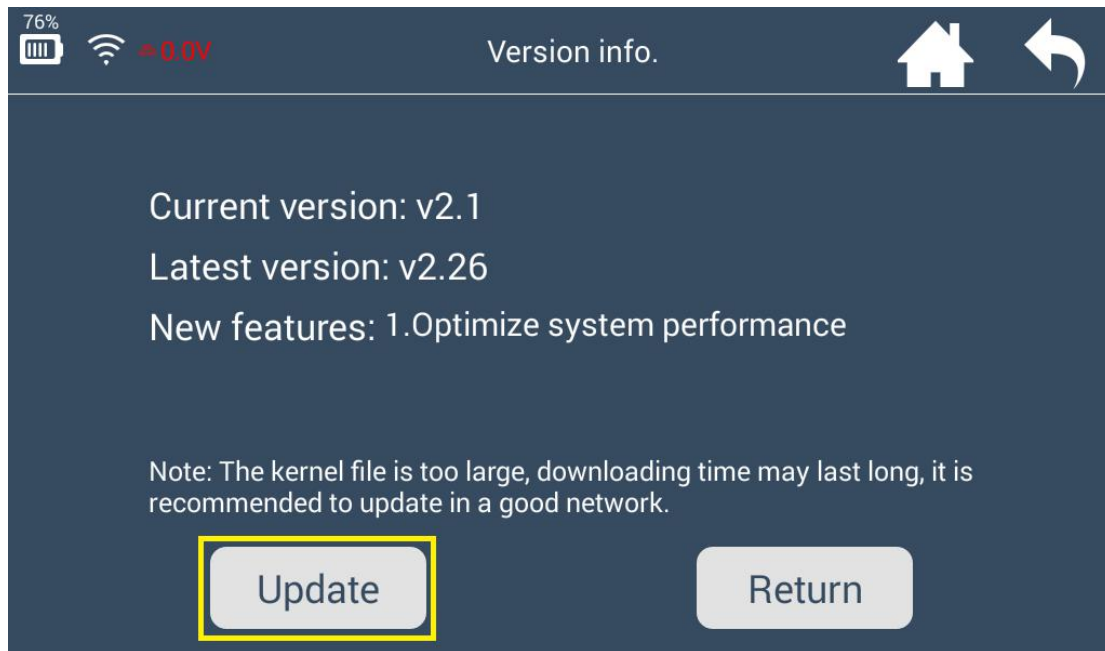 76%
0.0V
Version info.
Current version: v2.1
Latest version: v2.26
New features: 1.Optimize system performance
Note: The kernel file is too large, downloading time may last long, it is
recommended to update in a good network.
Update
Return